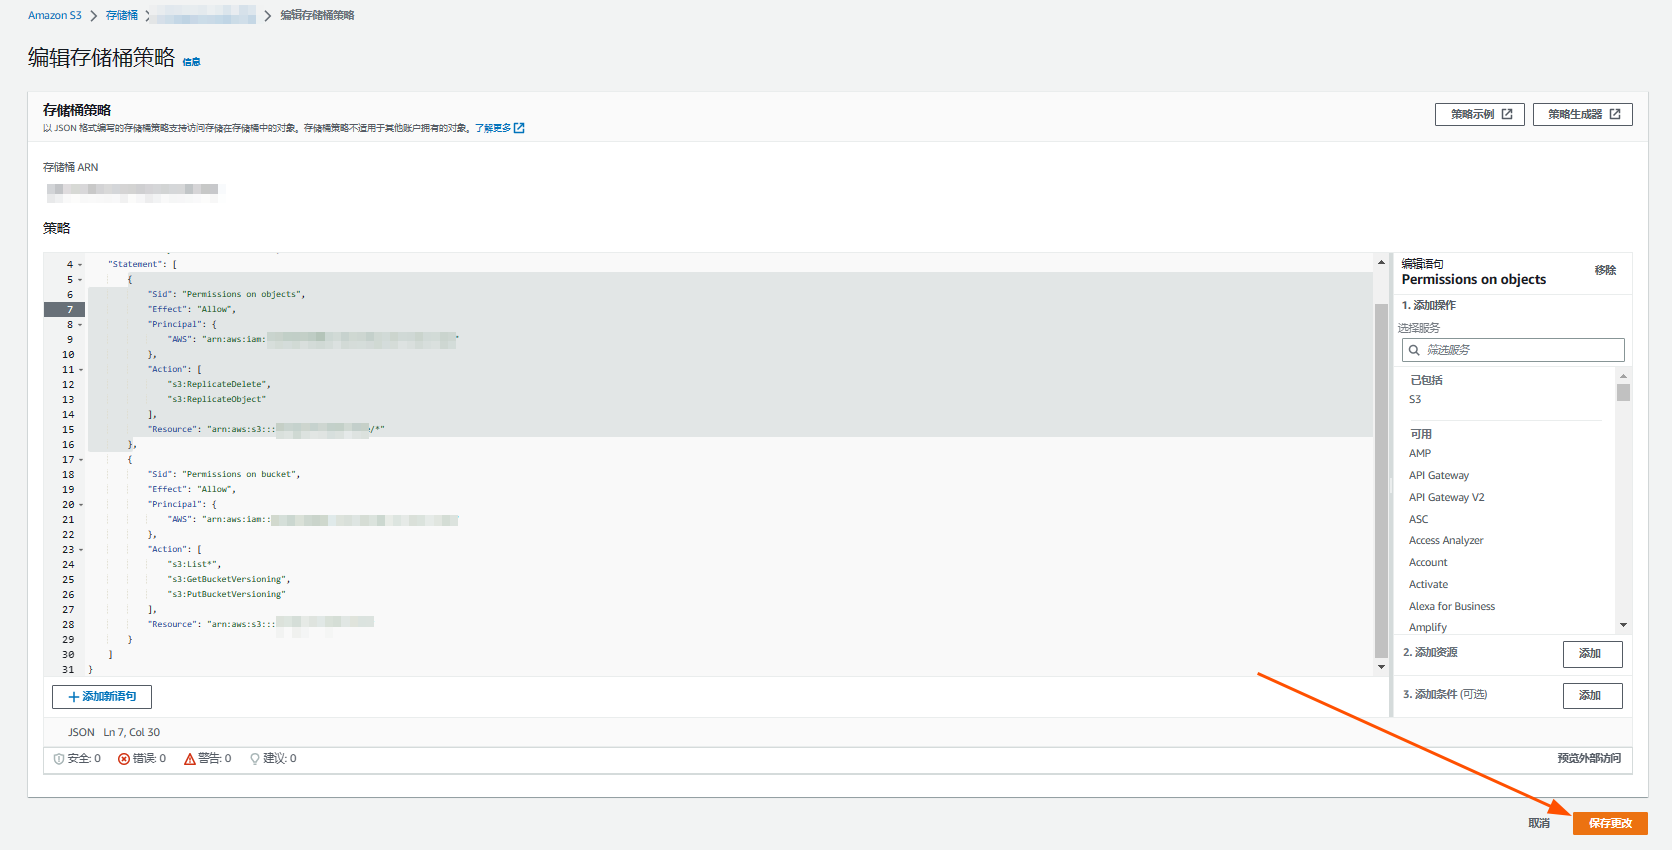 Amazon S3 > 存储桶 > > 编辑存储桶策略
编辑存储桶策略 信息
存储桶策略
以 JSON 格式编写的存储桶策略支持访问存储在存储桶中的对象。存储桶策略不适用于其他账户拥有的对象。了解更多
策略示例
策略生成器
存储桶 ARN
策略
4 "Statement": [
5 {
6 "Sid": "Permissions on objects",
7 "Effect": "Allow",
8 "Principal": {
9 "AWS": "arn:aws:iam:
10 },
11 "Action": [
12 "s3:ReplicateDelete",
13 "s3:ReplicateObject"
14 ],
15 "Resource": "arn:aws:s3::: /*"
16 },
17 {
18 "Sid": "Permissions on bucket",
19 "Effect": "Allow",
20 "Principal": {
21 "AWS": "arn:aws:iam::
22 },
23 "Action": [
24 "s3:List*",
25 "s3:GetBucketVersioning",
26 "s3:PutBucketVersioning"
27 ],
28 "Resource": "arn:aws:s3:::
29 }
30 ]
31 }
+ 添加新语句
JSON Ln 7, Col 30
安全: 0 错误: 0 警告: 0 建议: 0
预览外部访问
编辑语句
Permissions on objects
移除
1. 添加操作
选择服务
筛选服务
已包括
S3
可用
AMP
API Gateway
API Gateway V2
ASC
Access Analyzer
Account
Activate
Alexa for Business
Amplify
2. 添加资源
添加
3. 添加条件 (可选)
添加
取消
保存更改